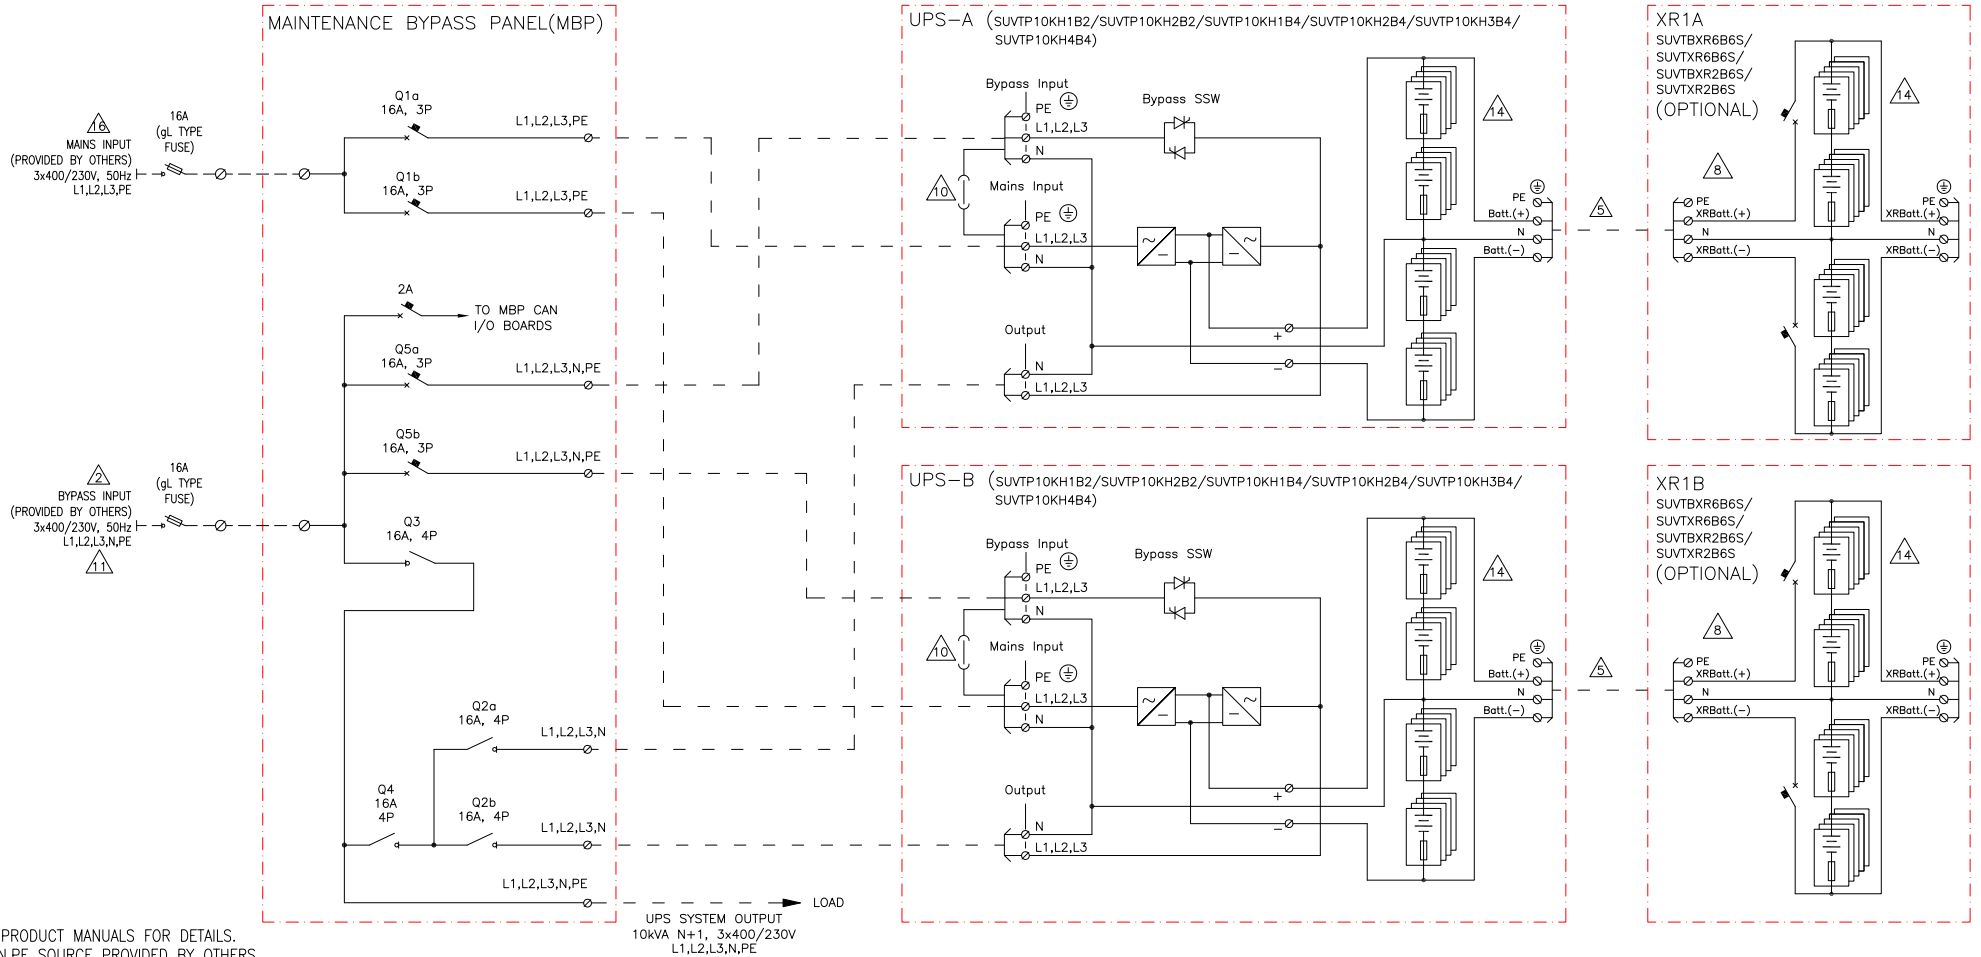 MAINTENANCE BYPASS PANEL(MBP)
16
MAINS INPUT
(PROVIDED BY OTHERS)
3x400/230V, 50Hz
L1,L2,L3,PE
16A
(gL TYPE
FUSE)
Q1a
16A, 3P
L1,L2,L3,PE
Q1b
16A, 3P
L1,L2,L3,PE
2A
TO MBP CAN
I/O BOARDS
Q5a
16A, 3P
L1,L2,L3,N,PE
Q5b
16A, 3P
L1,L2,L3,N,PE
2
BYPASS INPUT
(PROVIDED BY OTHERS)
3x400/230V, 50Hz
L1,L2,L3,N,PE
11
16A
(gL TYPE
FUSE)
Q3
16A, 4P
Q2a
16A, 4P
L1,L2,L3,N
Q4
16A
4P
Q2b
16A, 4P
L1,L2,L3,N
L1,L2,L3,N,PE
LOAD
UPS SYSTEM OUTPUT
10kVA N+1, 3x400/230V
L1,L2,L3,N,PE
PRODUCT MANUALS FOR DETAILS.
N,PE SOURCE PROVIDED BY OTHERS
UPS-A (SUVTP10KH1B2/SUVTP10KH2B2/SUVTP10KH1B4/SUVTP10KH2B4/SUVTP10KH3B4/
SUVTP10KH4B4)
Bypass Input
PE
L1,L2,L3
N
Bypass SSW
10
Mains Input
PE
L1,L2,L3
N
~
–
–
~
Output
N
L1,L2,L3
+
–
14
PE
Batt.(+)
N
Batt.(-)
5
XR1A
SUVTBXR6B6S/
SUVTXR6B6S/
SUVTBXR2B6S/
SUVTXR2B6S
(OPTIONAL)
14
8
PE
XRBatt.(+)
N
XRBatt.(-)
PE
XRBatt.(+)
N
XRBatt.(-)
UPS-B (SUVTP10KH1B2/SUVTP10KH2B2/SUVTP10KH1B4/SUVTP10KH2B4/SUVTP10KH3B4/
SUVTP10KH4B4)
Bypass Input
PE
L1,L2,L3
N
Bypass SSW
10
Mains Input
PE
L1,L2,L3
N
~
–
–
~
Output
N
L1,L2,L3
+
–
14
PE
Batt.(+)
N
Batt.(-)
5
XR1B
SUVTBXR6B6S/
SUVTXR6B6S/
SUVTBXR2B6S/
SUVTXR2B6S
(OPTIONAL)
14
8
PE
XRBatt.(+)
N
XRBatt.(-)
PE
XRBatt.(+)
N
XRBatt.(-)